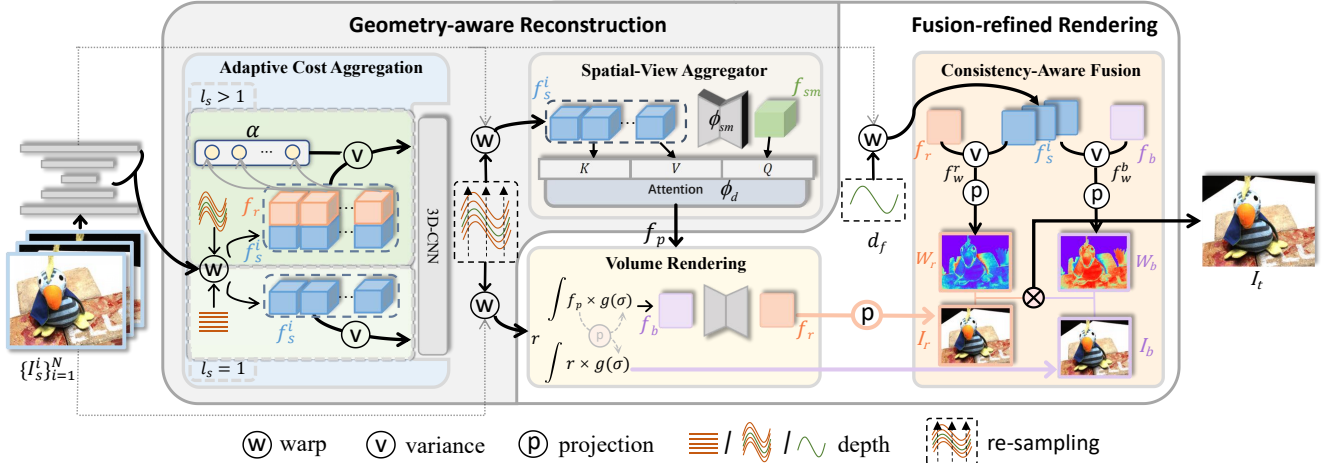 Geometry-aware Reconstruction
Fusion-refined Rendering
Adaptive Cost Aggregation
l_s > 1
α
... 
V
f_r
f_s^i
W
f_s^i
V
l_s = 1
3D-CNN
{I_s^i}_{i=1}^N
W
W
Spatial-View Aggregator
f_s^i
...
ϕ_sm
f_sm
K V Q
Attention ϕ_d
f_p
Volume Rendering
r
∫ f_p × g(σ)
p
∫ r × g(σ)
f_b
f_r
p
W
d_f
Consistency-Aware Fusion
f_r
f_s^i
f_b
V V
f_w^r f_w^b
p p
W_r W_b
I_r I_b
I_t
W warp V variance p projection / / depth re-sampling